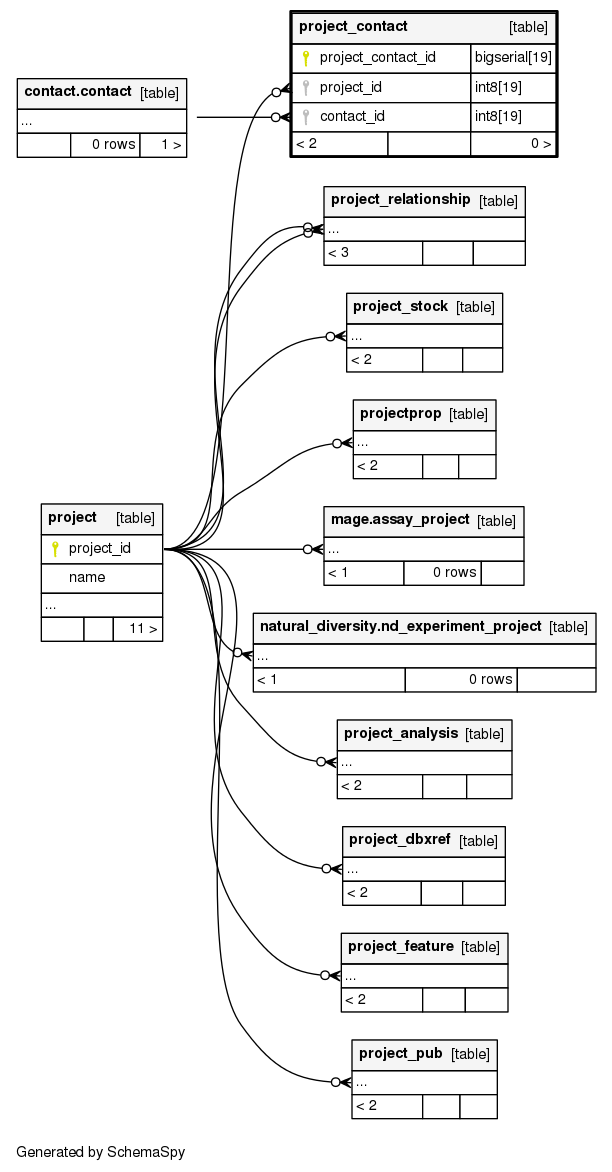 project_contact [table]
project_contact_id bigserial[19]
project_id int8[19]
contact_id int8[19]
< 2 0 >
contact.contact [table]
...
0 rows 1 >
project_relationship [table]
...
< 3
project_stock [table]
...
< 2
projectprop [table]
...
< 2
project [table]
project_id
name
...
11 >
mage.assay_project [table]
...
< 1 0 rows
natural_diversity.nd_experiment_project [table]
...
< 1 0 rows
project_analysis [table]
...
< 2
project_dbxref [table]
...
< 2
project_feature [table]
...
< 2
project_pub [table]
...
< 2
Generated by SchemaSpy